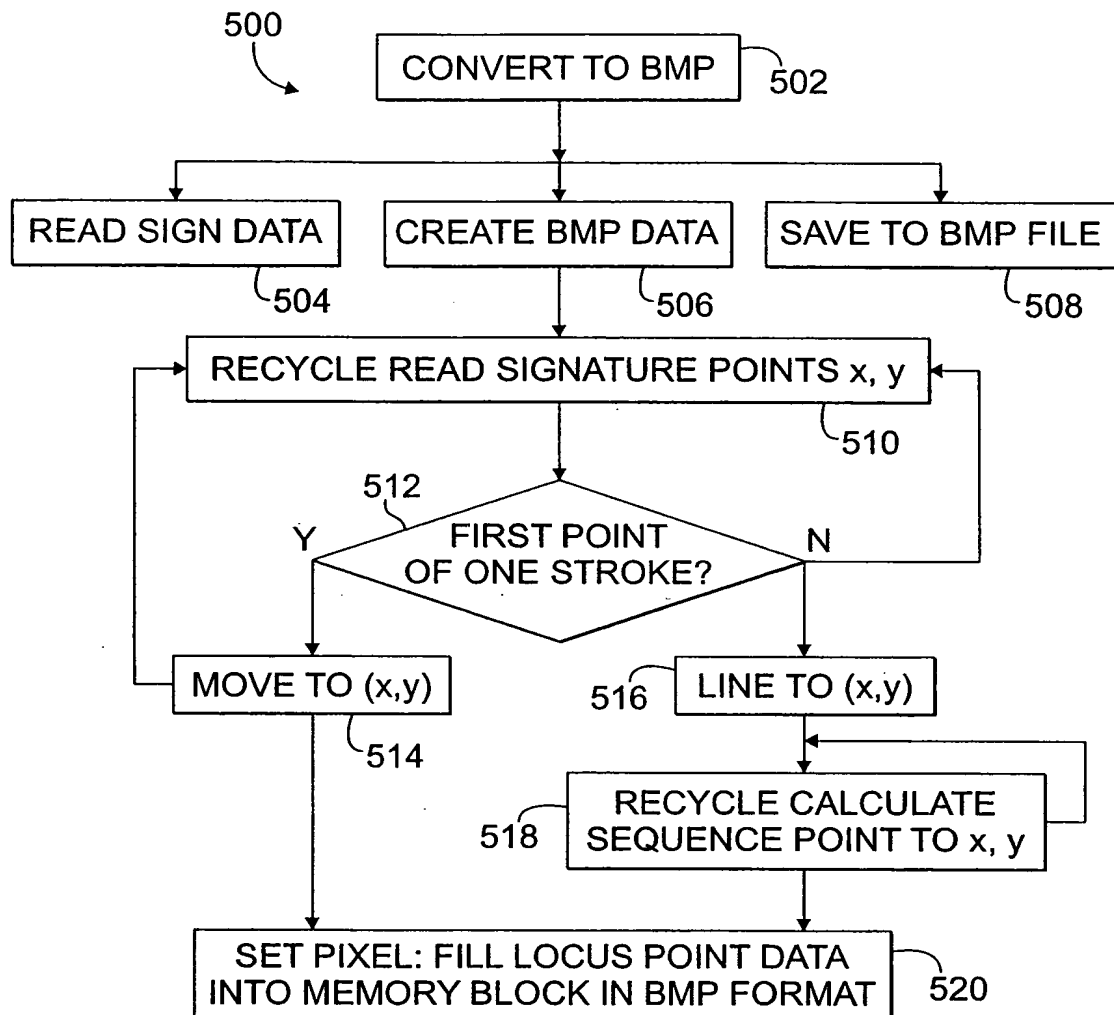 500
CONVERT TO BMP
502
READ SIGN DATA
CREATE BMP DATA
SAVE TO BMP FILE
504
506
508
RECYCLE READ SIGNATURE POINTS x, y
510
512
Y
FIRST POINT
OF ONE STROKE?
N
MOVE TO (x,y)
514
516
LINE TO (x,y)
518
RECYCLE CALCULATE
SEQUENCE POINT TO x, y
SET PIXEL: FILL LOCUS POINT DATA
INTO MEMORY BLOCK IN BMP FORMAT
520